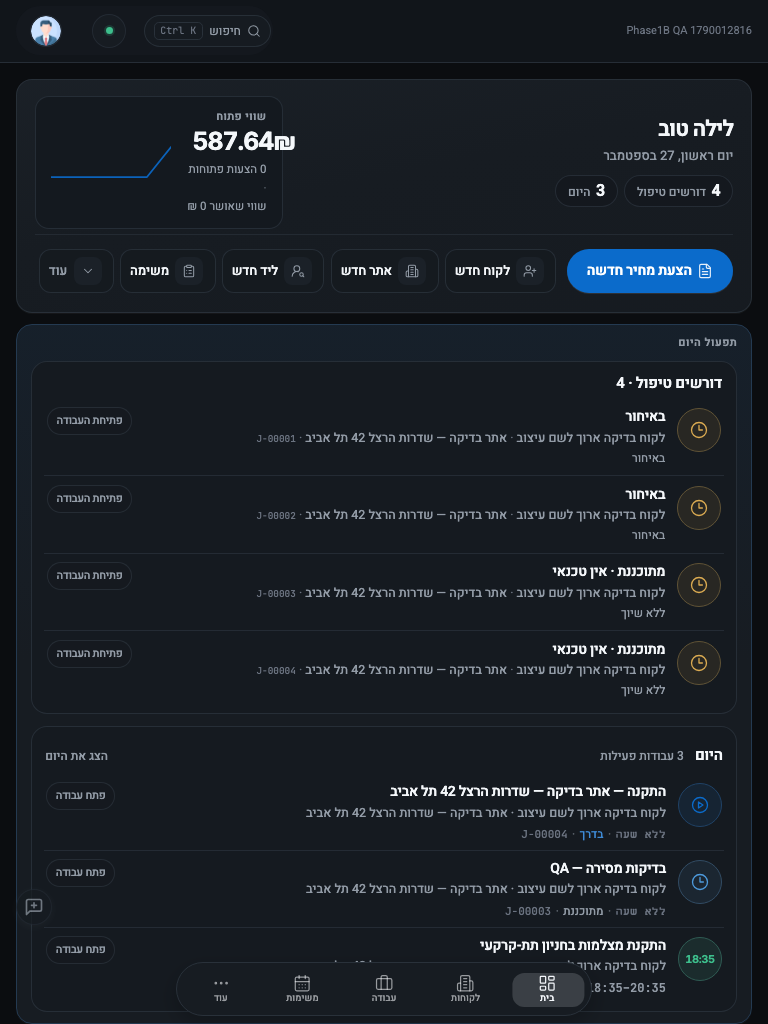 Phase1B QA 1790012816
חיפוש Ctrl K
לילה טוב
יום ראשון, 27 בספטמבר
4 דורשים טיפול
3 היום
שווי פתוח
587.64₪
0 הצעות פתוחות
·
שווי שאושר 0 ₪
הצעת מחיר חדשה
לקוח חדש
אתר חדש
ליד חדש
משימה
עוד
תפעול היום
דורשים טיפול · 4
באיחור
לקוח בדיקה ארוך לשם עיצוב · אתר בדיקה — שדרות הרצל 42 תל אביב · J-00001
באיחור
פתיחת העבודה
באיחור
לקוח בדיקה ארוך לשם עיצוב · אתר בדיקה — שדרות הרצל 42 תל אביב · J-00002
באיחור
פתיחת העבודה
מתוכננת · אין טכנאי
לקוח בדיקה ארוך לשם עיצוב · אתר בדיקה — שדרות הרצל 42 תל אביב · J-00003
ללא שיוך
פתיחת העבודה
מתוכננת · אין טכנאי
לקוח בדיקה ארוך לשם עיצוב · אתר בדיקה — שדרות הרצל 42 תל אביב · J-00004
ללא שיוך
פתיחת העבודה
היום 3 עבודות פעילות
הצג את היום
התקנה — אתר בדיקה — שדרות הרצל 42 תל אביב
לקוח בדיקה ארוך לשם עיצוב · אתר בדיקה — שדרות הרצל 42 תל אביב
ללא שעה · בדרך · J-00004
פתח עבודה
בדיקות מסירה — QA
לקוח בדיקה ארוך לשם עיצוב · אתר בדיקה — שדרות הרצל 42 תל אביב
ללא שעה · מתוכננת · J-00003
פתח עבודה
18:35
התקנת מצלמות בחניון תת-קרקעי
לקוח בדיקה ארוך
8:35–20:35
פתח עבודה
בית
לקוחות
עבודה
משימות
עוד